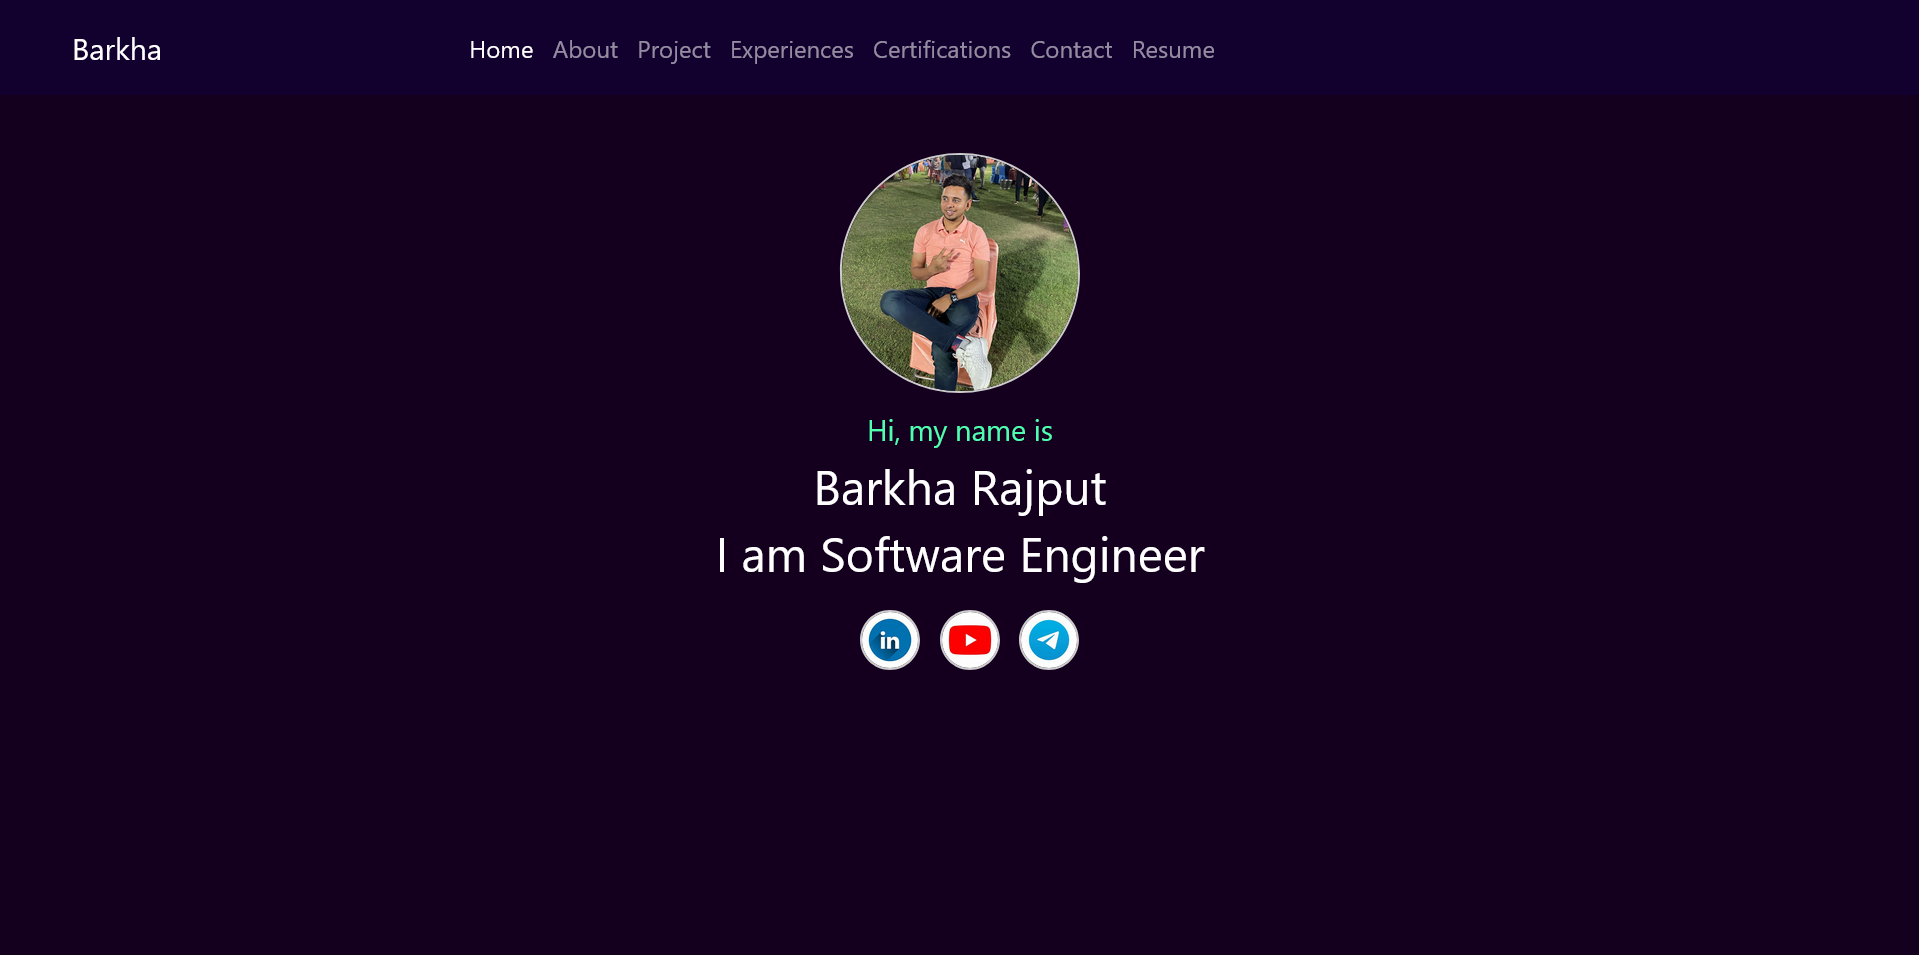 Barkha
Home About Project Experiences Certifications Contact Resume
Hi, my name is
Barkha Rajput
I am Software Engineer
in